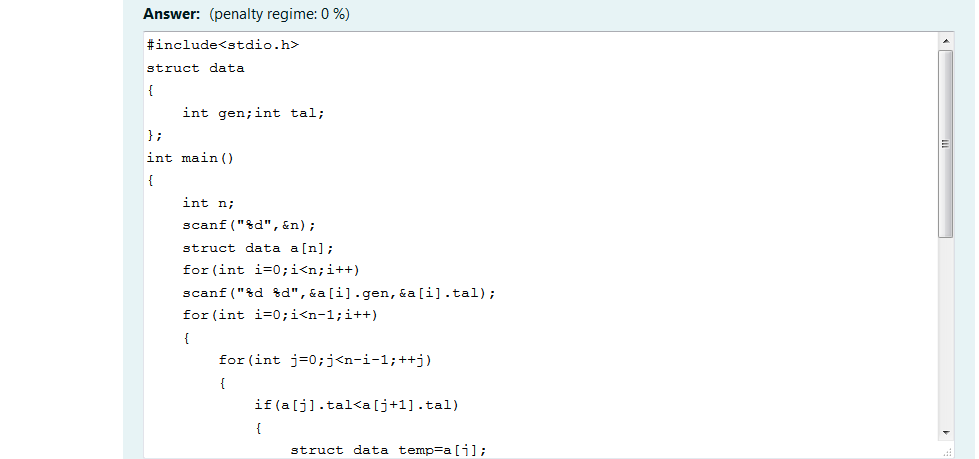 Answer: (penalty regime: 0 %)
#include<stdio.h>
struct data
{
    int gen;int tal;
};
int main()
{
    int n;
    scanf("%d",&n);
    struct data a[n];
    for(int i=0;i<n;i++)
    scanf("%d %d",&a[i].gen,&a[i].tal);
    for(int i=0;i<n-1;i++)
    {
        for(int j=0;j<n-i-1;++j)
        {
            if(a[j].tal<a[j+1].tal)
            {
                struct data temp=a[j];